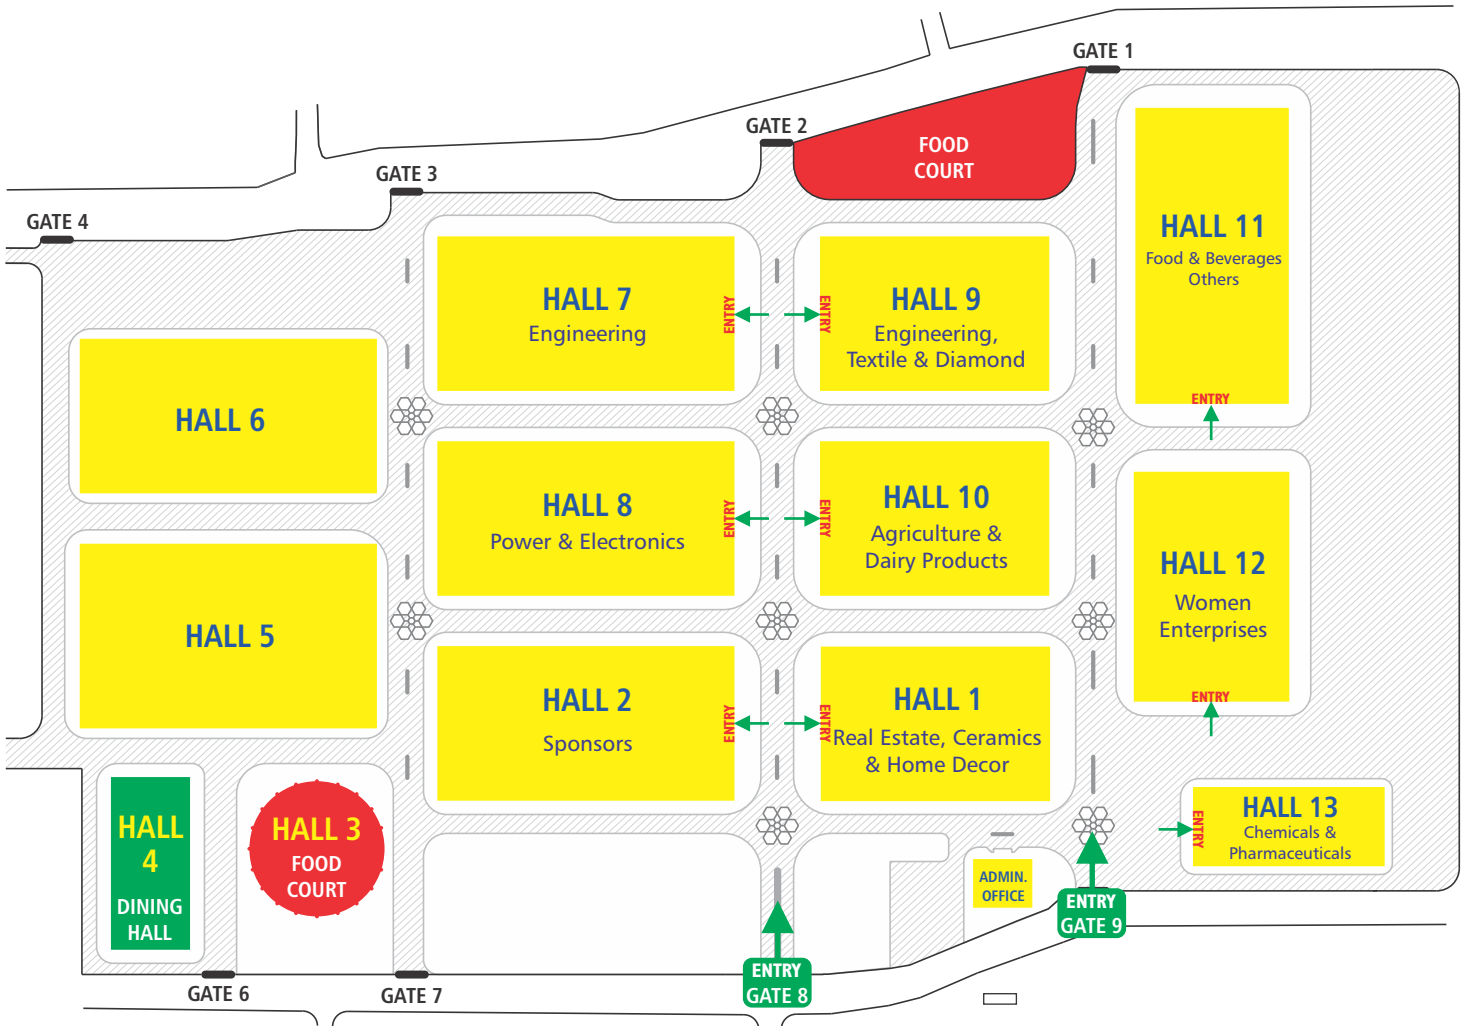 GATE 1
GATE 2
FOOD
COURT
GATE 3
GATE 4
HALL 11
Food & Beverages
Others
ENTRY
HALL 7
Engineering
ENTRY
HALL 9
Engineering,
Textile & Diamond
ENTRY
HALL 6
HALL 8
Power & Electronics
ENTRY
HALL 10
Agriculture &
Dairy Products
ENTRY
HALL 12
Women
Enterprises
ENTRY
HALL 5
HALL 2
Sponsors
ENTRY
HALL 1
Real Estate, Ceramics
& Home Decor
ENTRY
HALL 13
Chemicals &
Pharmaceuticals
ENTRY
HALL
4
DINING
HALL
HALL 3
FOOD
COURT
ADMIN.
OFFICE
ENTRY
GATE 9
ENTRY
GATE 8
GATE 6
GATE 7